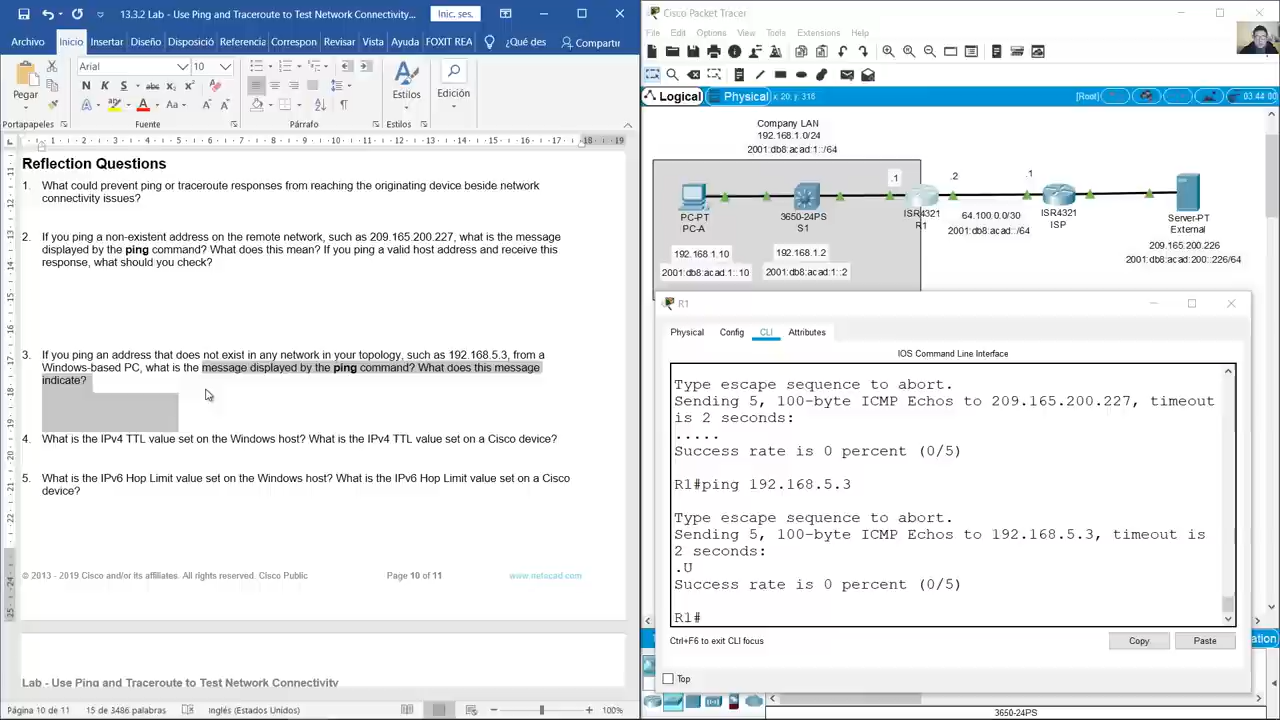 13.3.2 Lab - Use Ping and Traceroute to Test Network Connectivity
Inic. ses.
Archivo Inicio Insertar Diseño Disposición Referencias Correspon Revisar Vista Ayuda FOXIT REA ¿Qué des Compartir
Pegar
Arial
10
N K S abc
Aa
Estilos
Edición
Portapapeles
Fuente
Párrafo
Estilos
Reflection Questions
1. What could prevent ping or traceroute responses from reaching the originating device beside network
connectivity issues?
2. If you ping a non-existent address on the remote network, such as 209.165.200.227, what is the message
displayed by the ping command? What does this mean? If you ping a valid host address and receive this
response, what should you check?
3. If you ping an address that does not exist in any network in your topology, such as 192.168.5.3, from a
Windows-based PC, what is the message displayed by the ping command? What does this message
indicate?
4. What is the IPv4 TTL value set on the Windows host? What is the IPv4 TTL value set on a Cisco device?
5. What is the IPv6 Hop Limit value set on the Windows host? What is the IPv6 Hop Limit value set on a Cisco
device?
© 2013 - 2019 Cisco and/or its affiliates. All rights reserved. Cisco Public
Page 10 of 11
www.netacad.com
Lab - Use Ping and Traceroute to Test Network Connectivity
Página 10 de 11 15 de 3486 palabras Inglés (Estados Unidos) 100%
Cisco Packet Tracer
File Edit Options View Tools Extensions Help
Logical Physical x: 20, y: 316 [Root] 03:44:00
Company LAN
192.168.1.0/24
2001:db8:acad:1::/64
.1
.2
.1
PC-PT
PC-A
3650-24PS
S1
ISR4321
R1
64.100.0.0/30
2001:db8:acad::/64
ISR4321
ISP
Server-PT
External
192.168.1.10
2001:db8:acad:1::10
192.168.1.2
2001:db8:acad:1::2
209.165.200.226
2001:db8:acad:200::226/64
R1
Physical Config CLI Attributes
IOS Command Line Interface
Type escape sequence to abort.
Sending 5, 100-byte ICMP Echos to 209.165.200.227, timeout
is 2 seconds:
.....
Success rate is 0 percent (0/5)
R1#ping 192.168.5.3
Type escape sequence to abort.
Sending 5, 100-byte ICMP Echos to 192.168.5.3, timeout is
2 seconds:
.U
Success rate is 0 percent (0/5)
R1#
Ctrl+F6 to exit CLI focus
Copy
Paste
Top
3650-24PS